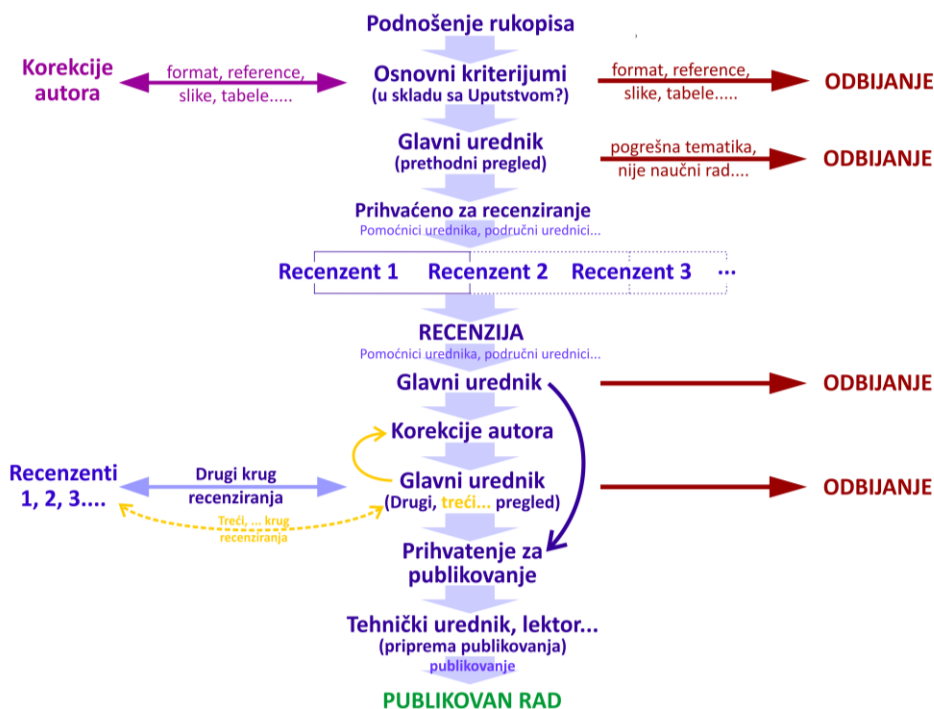 Podnošenje rukopisa
Korekcije
autora
format, reference,
slike, tabele.....
Osnovni kriterijumi
(u skladu sa Uputstvom?)
format, reference,
slike, tabele.....
ODBIJANJE
Glavni urednik
(prethodni pregled)
pogrešna tematika,
nije naučni rad....
ODBIJANJE
Prihvaćeno za recenziranje
Pomoćnici urednika, područni urednici...
Recenzent 1 Recenzent 2 Recenzent 3 ...
RECENZIJA
Pomoćnici urednika, područni urednici...
Glavni urednik
ODBIJANJE
Korekcije autora
Recenzenti
1, 2, 3....
Drugi krug
recenziranja
Treći, ... krug
recenziranja
Glavni urednik
(Drugi, treći... pregled)
ODBIJANJE
Prihvatenje za
publikovanje
Tehnički urednik, lektor...
(priprema publikovanja)
publikovanje
PUBLIKOVAN RAD